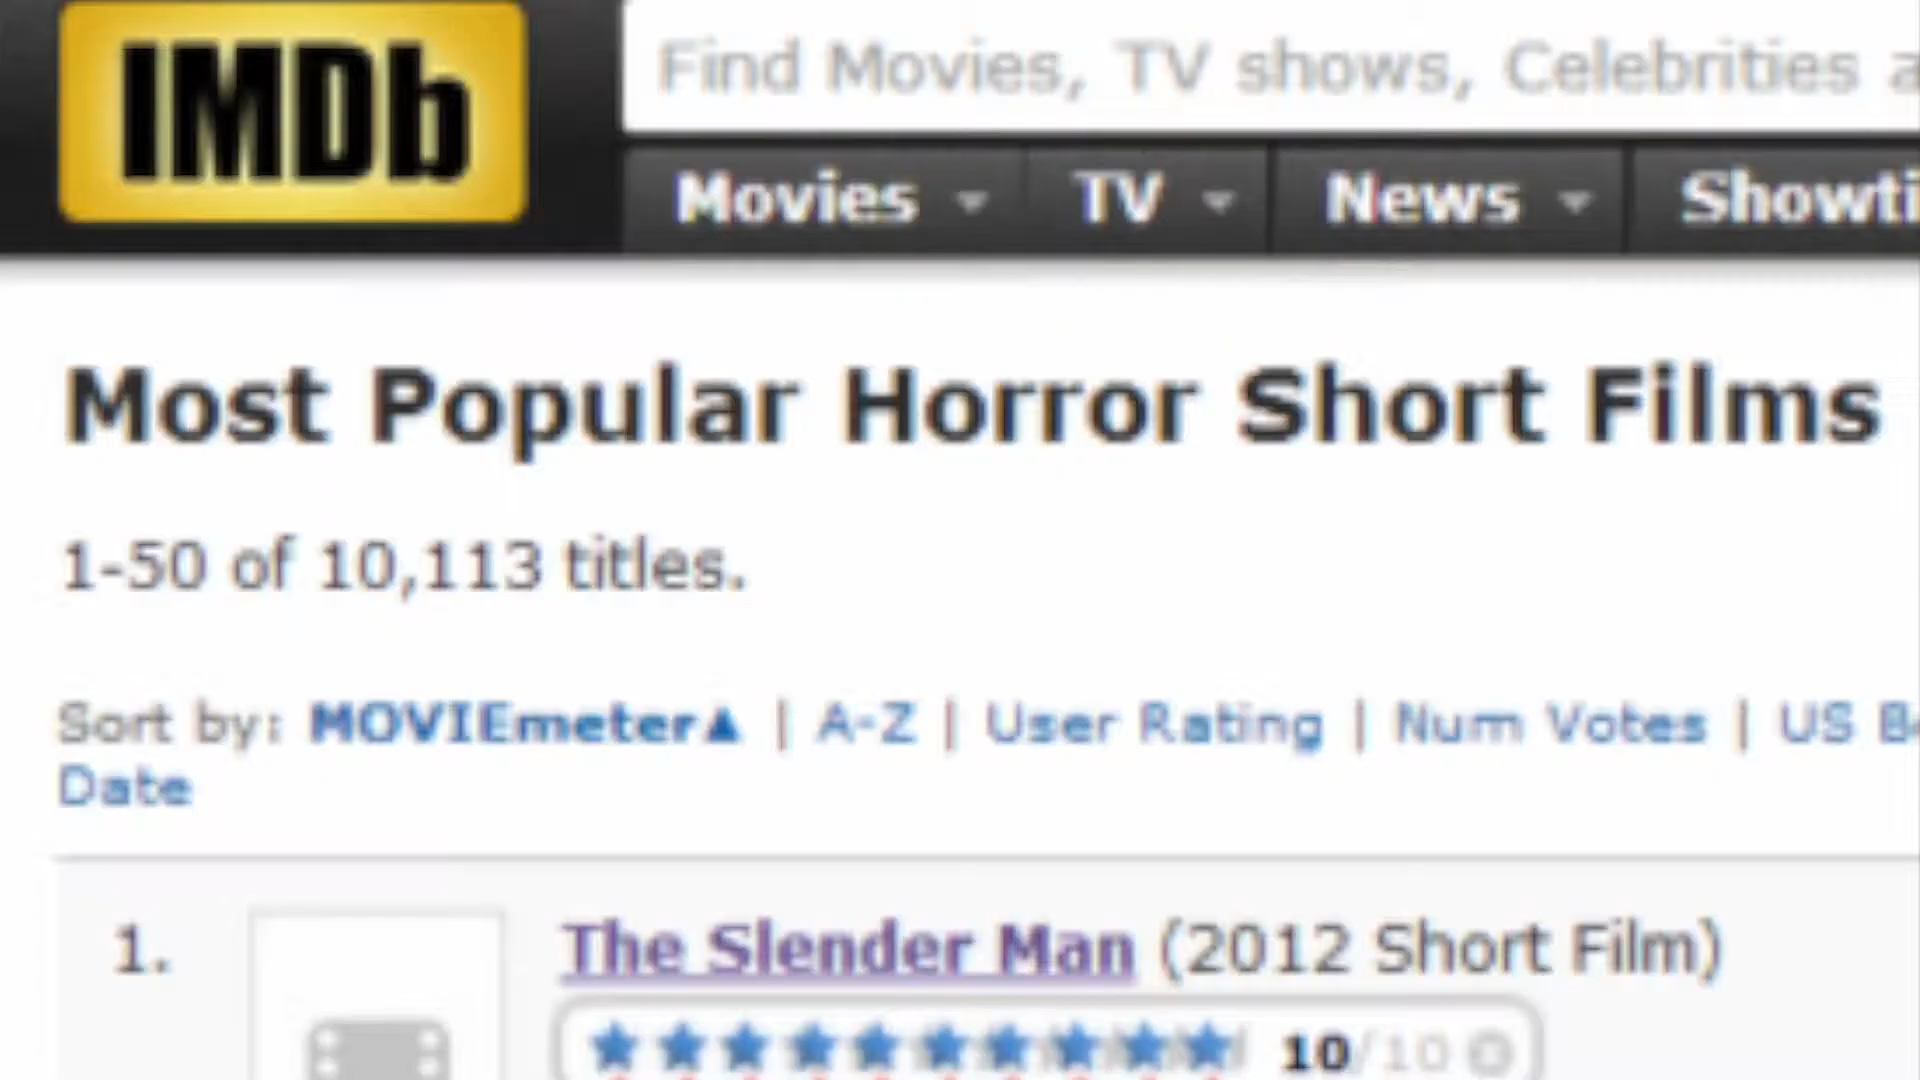 IMDb
Find Movies, TV shows, Celebrities
Movies TV News
Most Popular Horror Short Films
1-50 of 10,113 titles.
Sort by: MOVIEmeter▲ | A-Z | User Rating | Num Votes | US
Date
1. The Slender Man (2012 Short Film)
10/10